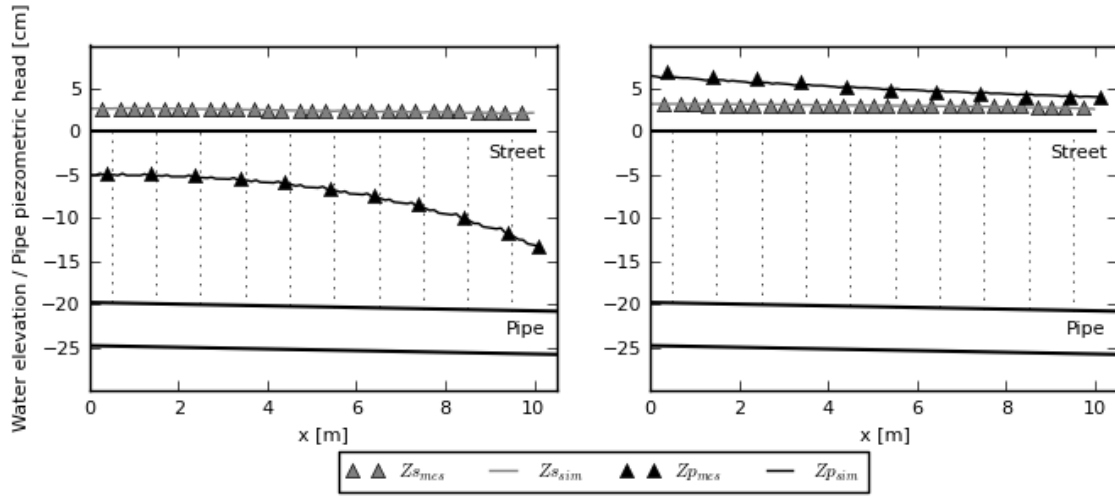 Water elevation / Pipe piezometric head [cm]
5
0
−5
−10
−15
−20
−25
Street
Pipe
0 2 4 6 8 10
x [m]
5
0
−5
−10
−15
−20
−25
Street
Pipe
0 2 4 6 8 10
x [m]
Zs_mes Zs_sim Zp_mes Zp_sim